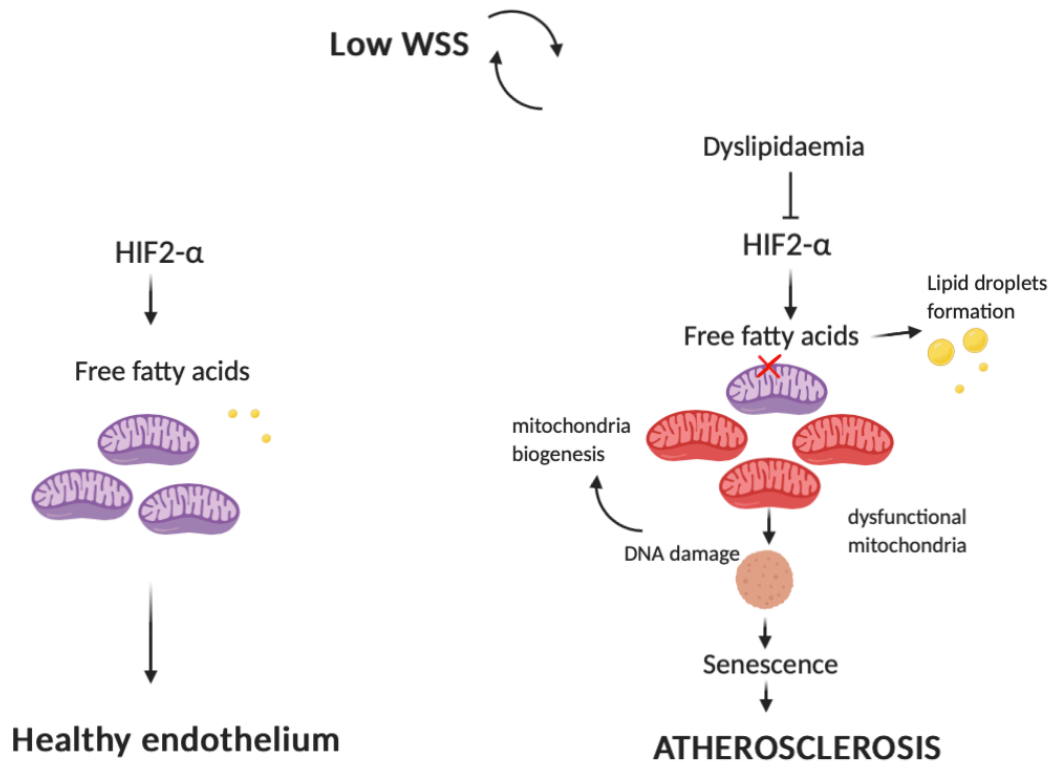 Low WSS
HIF2-α
Free fatty acids
Healthy endothelium
Dyslipidaemia
HIF2-α
Free fatty acids
Lipid droplets
formation
mitochondria
biogenesis
dysfunctional
mitochondria
DNA damage
Senescence
ATHEROSCLEROSIS